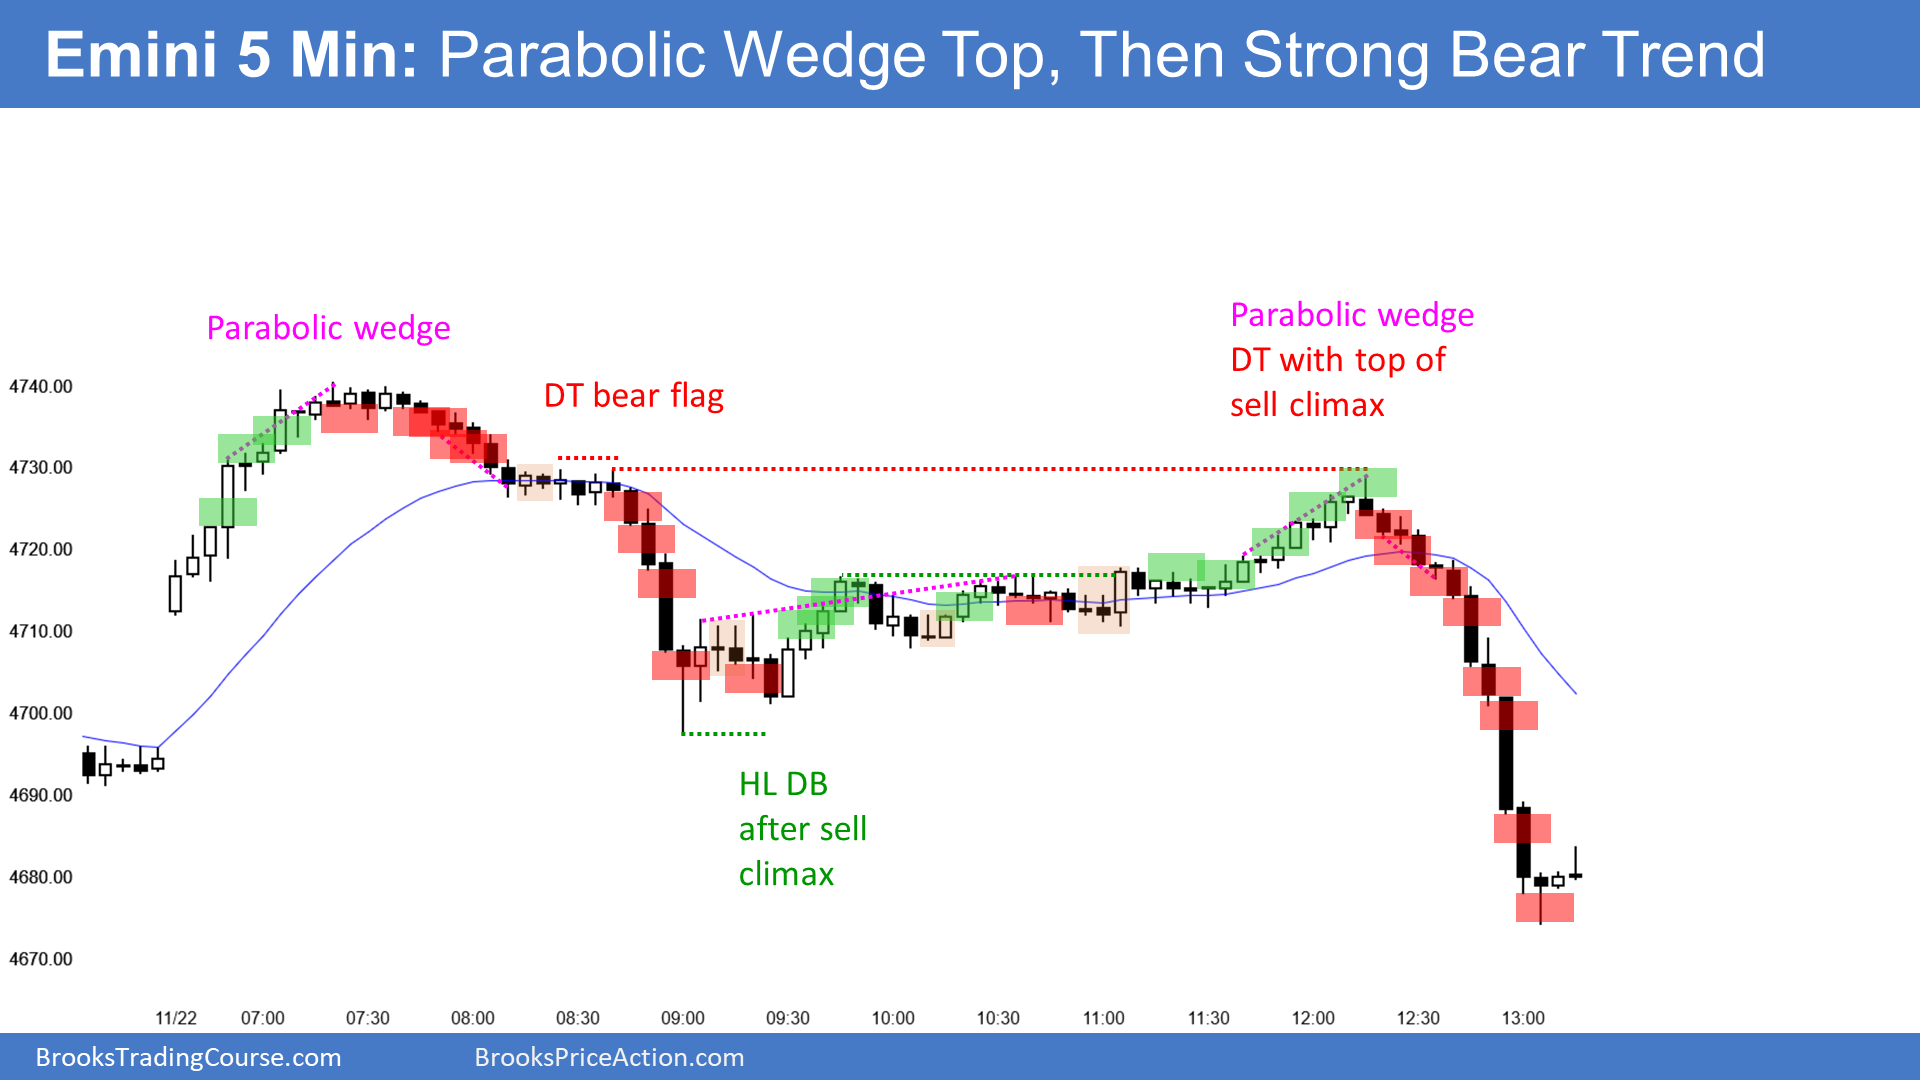 Emini 5 Min: Parabolic Wedge Top, Then Strong Bear Trend
Parabolic wedge
DT bear flag
Parabolic wedge
DT with top of
sell climax
HL DB
after sell
climax
4740.00
4730.00
4720.00
4710.00
4700.00
4690.00
4680.00
4670.00
11/22 07:00 07:30 08:00 08:30 09:00 09:30 10:00 10:30 11:00 11:30 12:00 12:30 13:00
BrooksTradingCourse.com BrooksPriceAction.com